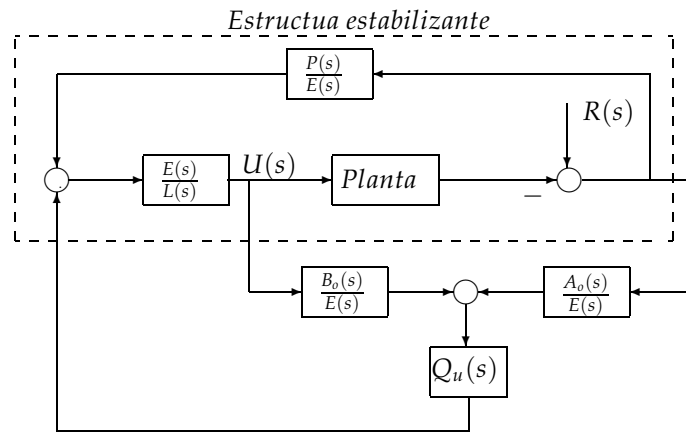 Estructua estabilizante
P(s)
E(s)
R(s)
E(s)
L(s)
U(s)
Planta
−
B_o(s)
E(s)
A_o(s)
E(s)
Q_u(s)